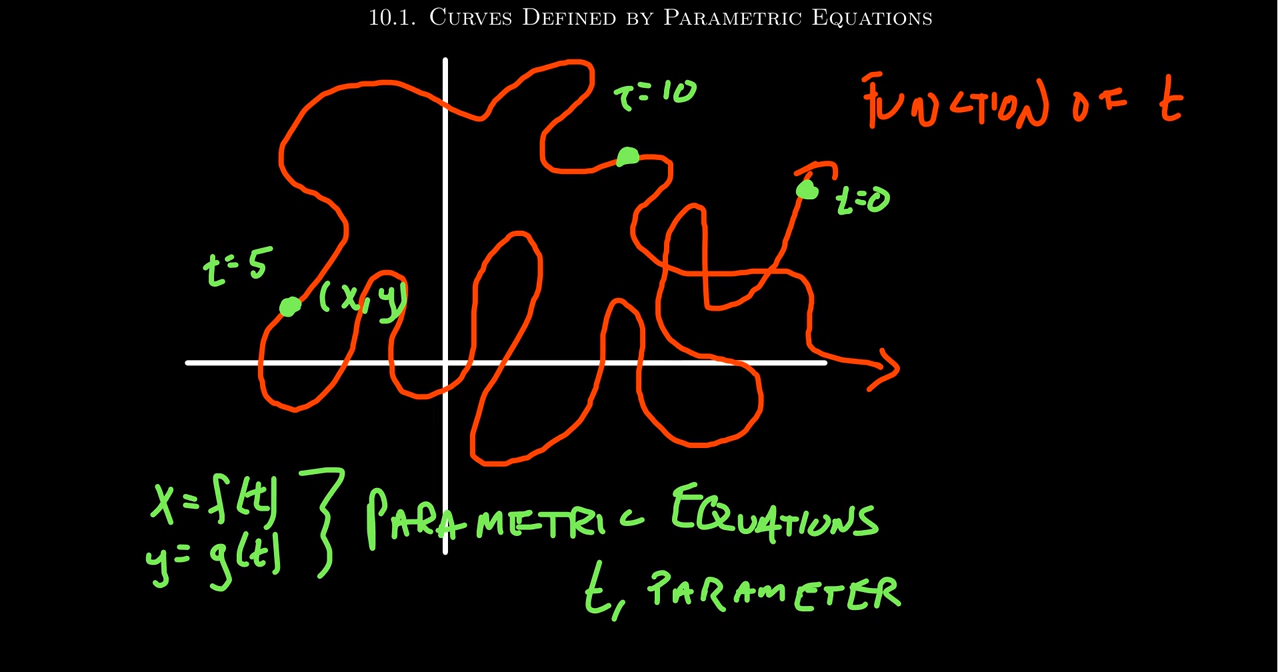 10.1. Curves Defined by Parametric Equations
FUNCTION OF t
t=10
t=0
t=5
(x,y)
x=f(t)
y=g(t)
} PARAMETRIC EQUATIONS
t, PARAMETER